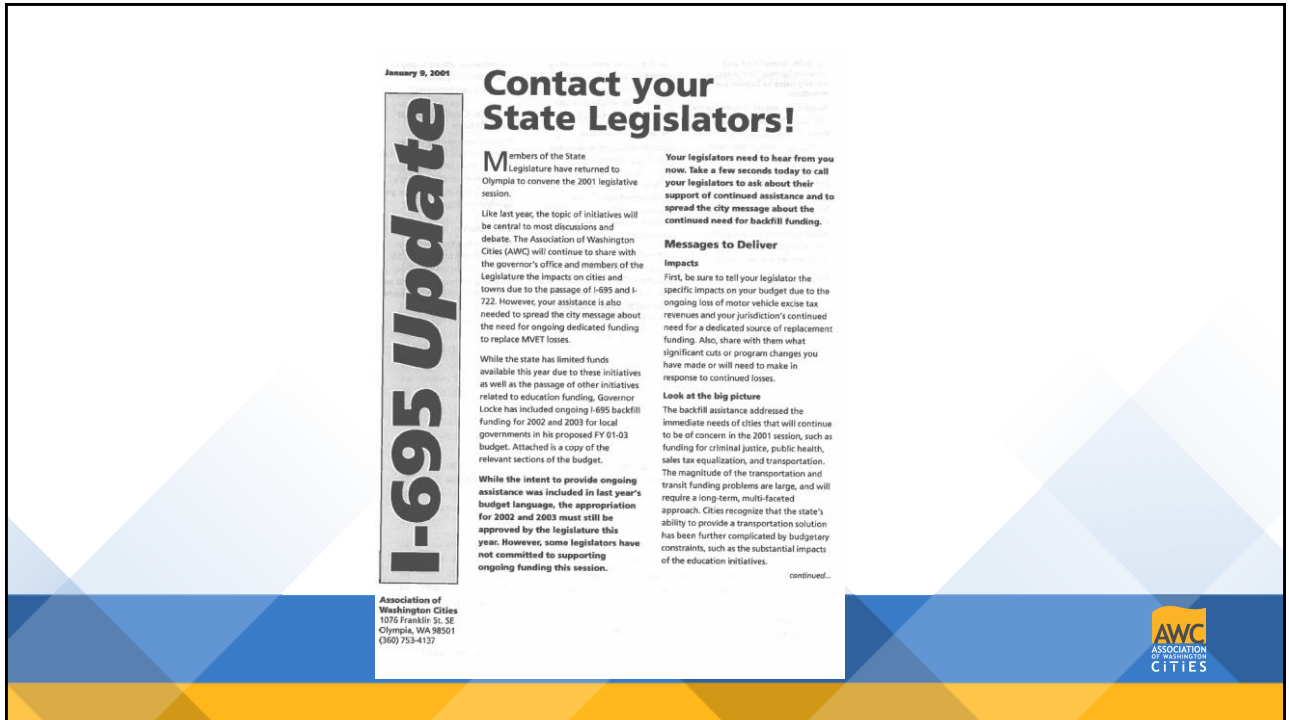 January 9, 2001
I-695 Update
Association of
Washington Cities
1076 Franklin St. SE
Olympia, WA 98501
(360) 753-4137
Contact your
State Legislators!
Members of the State
Legislature have returned to
Olympia to convene the 2001 legislative
session.
Like last year, the topic of initiatives will
be central to most discussions and
debate. The Association of Washington
Cities (AWC) will continue to share with
the governor's office and members of the
Legislature the impacts on cities and
towns due to the passage of I-695 and I-
722. However, your assistance is also
needed to spread the city message about
the need for ongoing dedicated funding
to replace MVET losses.
While the state has limited funds
available this year due to these initiatives
as well as the passage of other initiatives
related to education funding, Governor
Locke has included ongoing I-695 backfill
funding for 2002 and 2003 for local
governments in his proposed FY 01-03
budget. Attached is a copy of the
relevant sections of the budget.
While the intent to provide ongoing
assistance was included in last year's
budget language, the appropriation
for 2002 and 2003 must still be
approved by the legislature this
year. However, some legislators have
not committed to supporting
ongoing funding this session.
Your legislators need to hear from you
now. Take a few seconds today to call
your legislators to ask about their
support of continued assistance and to
spread the city message about the
continued need for backfill funding.
Messages to Deliver
Impacts
First, be sure to tell your legislator the
specific impacts on your budget due to the
ongoing loss of motor vehicle excise tax
revenues and your jurisdiction's continued
need for a dedicated source of replacement
funding. Also, share with them what
significant cuts or program changes you
have made or will need to make in
response to continued losses.
Look at the big picture
The backfill assistance addressed the
immediate needs of cities that will continue
to be of concern in the 2001 session, such as
funding for criminal justice, public health,
sales tax equalization, and transportation.
The magnitude of the transportation and
transit funding problems are large, and will
require a long-term, multi-faceted
approach. Cities recognize that the state's
ability to provide a transportation solution
has been further complicated by budgetary
constraints, such as the substantial impacts
of the education initiatives.
continued...
AWC
ASSOCIATION
OF WASHINGTON
CiTiES